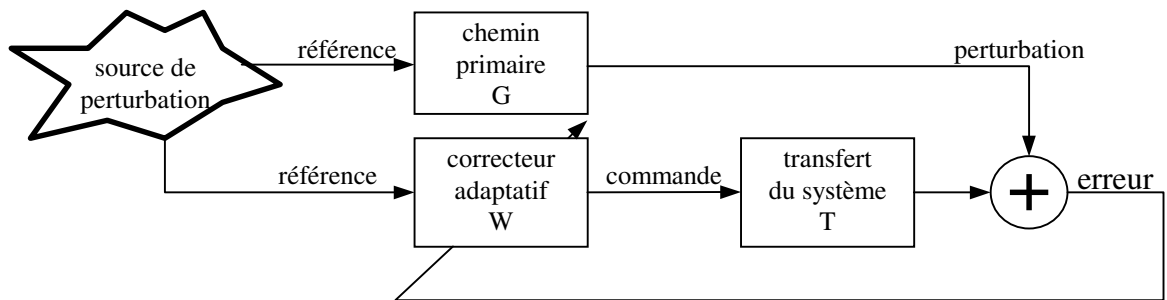 source de
perturbation
référence
chemin
primaire
G
perturbation
référence
correcteur
adaptatif
W
commande
transfert
du système
T
+
erreur